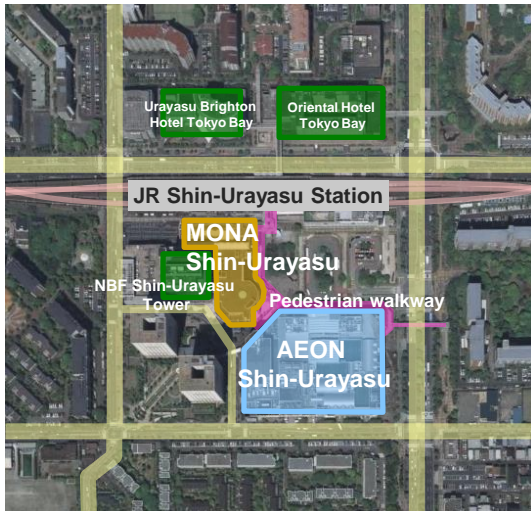 Urayasu Brighton
Hotel Tokyo Bay
Oriental Hotel
Tokyo Bay
JR Shin-Urayasu Station
MONA
Shin-Urayasu
NBF Shin-Urayasu
Tower
Pedestrian walkway
AEON
Shin-Urayasu